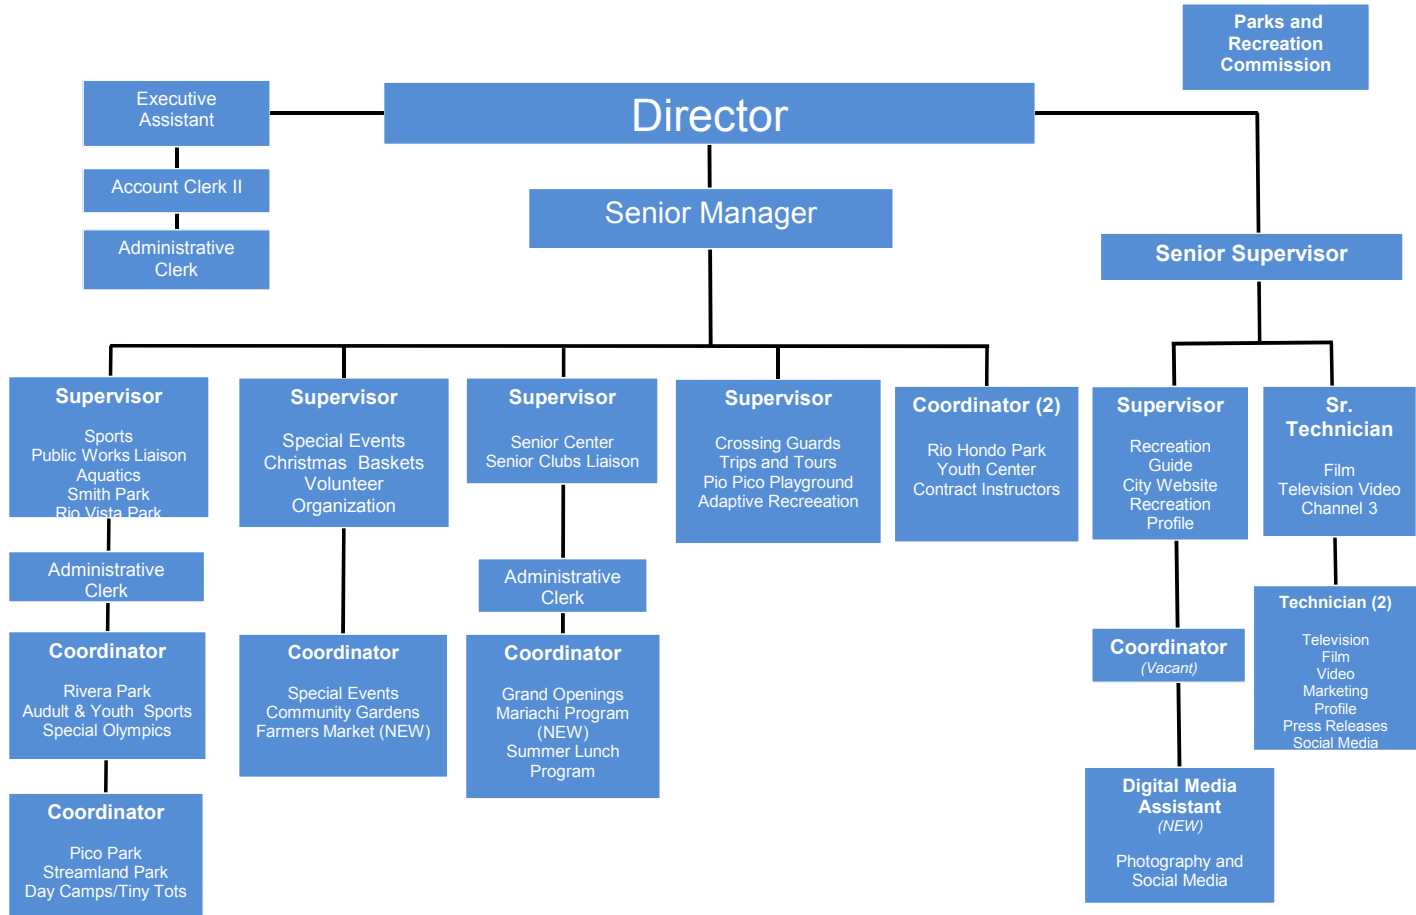 Parks and
Recreation
Commission
Executive
Assistant
Director
Account Clerk II
Senior Manager
Administrative
Clerk
Senior Supervisor
Supervisor
Sports
Public Works Liaison
Aquatics
Smith Park
Rio Vista Park
Supervisor
Special Events
Christmas Baskets
Volunteer
Organization
Supervisor
Senior Center
Senior Clubs Liaison
Supervisor
Crossing Guards
Trips and Tours
Pio Pico Playground
Adaptive Recreeation
Coordinator (2)
Rio Hondo Park
Youth Center
Contract Instructors
Supervisor
Recreation
Guide
City Website
Recreation
Profile
Sr.
Technician
Film
Television Video
Channel 3
Administrative
Clerk
Administrative
Clerk
Technician (2)
Television
Film
Video
Marketing
Profile
Press Releases
Social Media
Coordinator
Rivera Park
Audult & Youth Sports
Special Olympics
Coordinator
Special Events
Community Gardens
Farmers Market (NEW)
Coordinator
Grand Openings
Mariachi Program
(NEW)
Summer Lunch
Program
Coordinator
(Vacant)
Coordinator
Pico Park
Streamland Park
Day Camps/Tiny Tots
Digital Media
Assistant
(NEW)
Photography and
Social Media